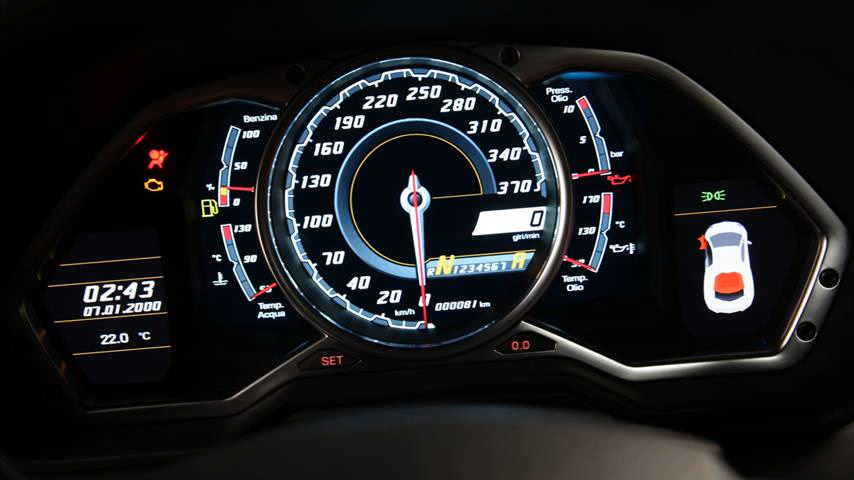 02:43
07.01.2000
22.0 °C
Benzina
100
50
%
0
130
°C
90
50
Temp.
Acqua
20
40
70
100
130
160
190
220
250
280
310
340
370
0
giri/min
R N 1 2 3 4 5 6 7 A
0
000081 km
km/h
SET
0.0
Press.
Olio
10
5
0
bar
170
°C
50
Temp.
Olio